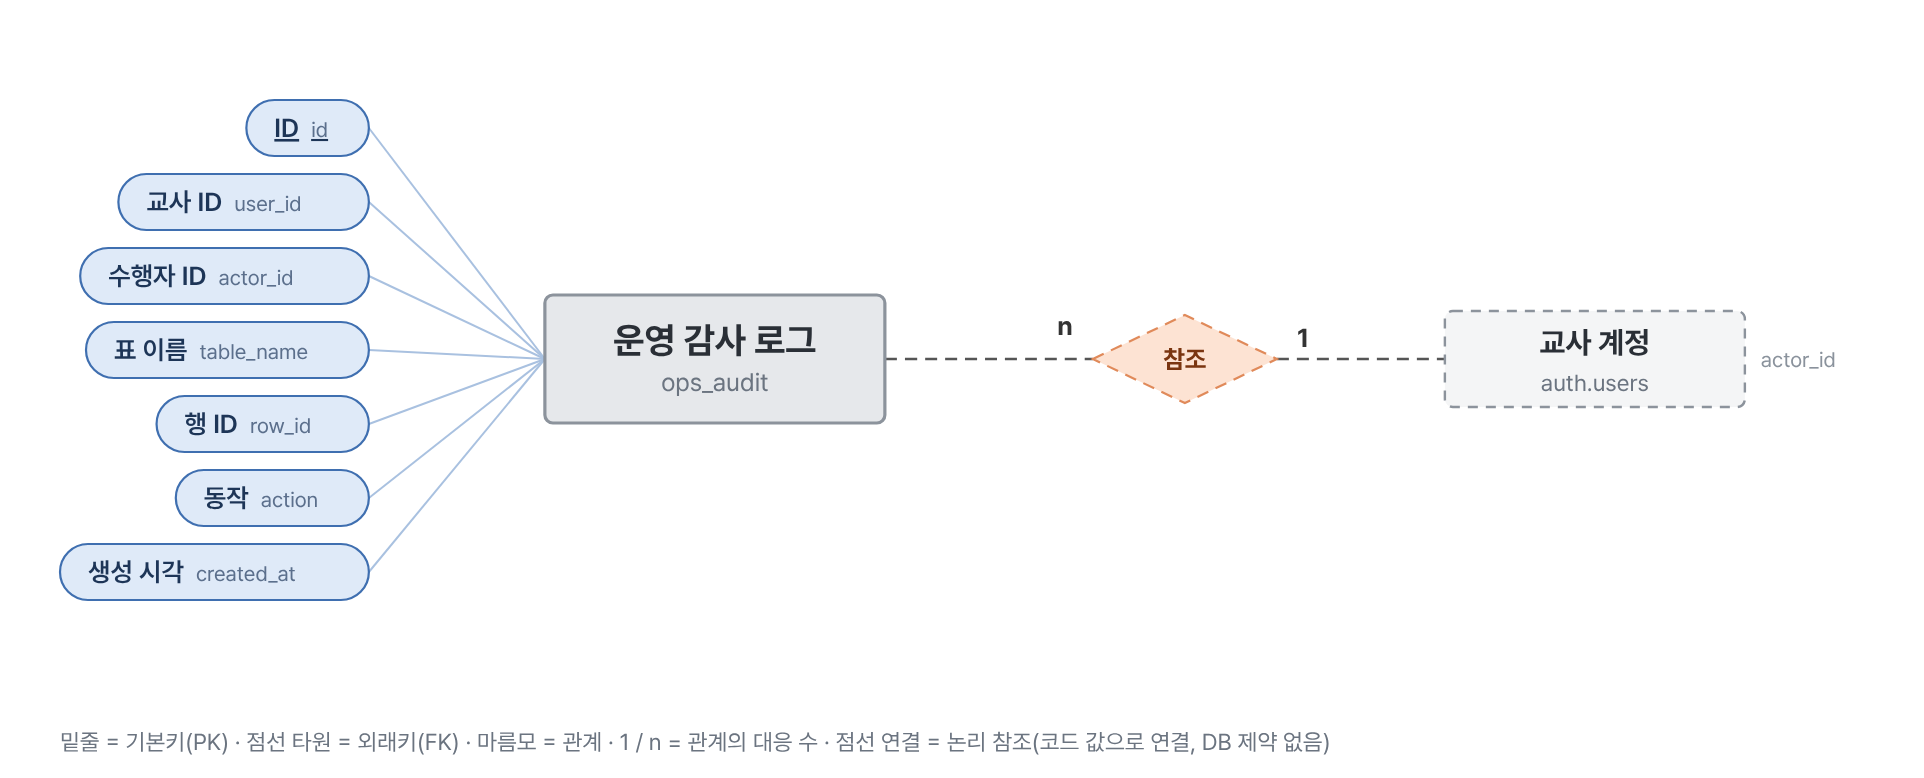 ID id
교사 ID user_id
수행자 ID actor_id
표 이름 table_name
행 ID row_id
동작 action
생성 시각 created_at
운영 감사 로그
ops_audit
n
참조
1
교사 계정
auth.users
actor_id
밑줄 = 기본키(PK) · 점선 타원 = 외래키(FK) · 마름모 = 관계 · 1 / n = 관계의 대응 수 · 점선 연결 = 논리 참조(코드 값으로 연결, DB 제약 없음)